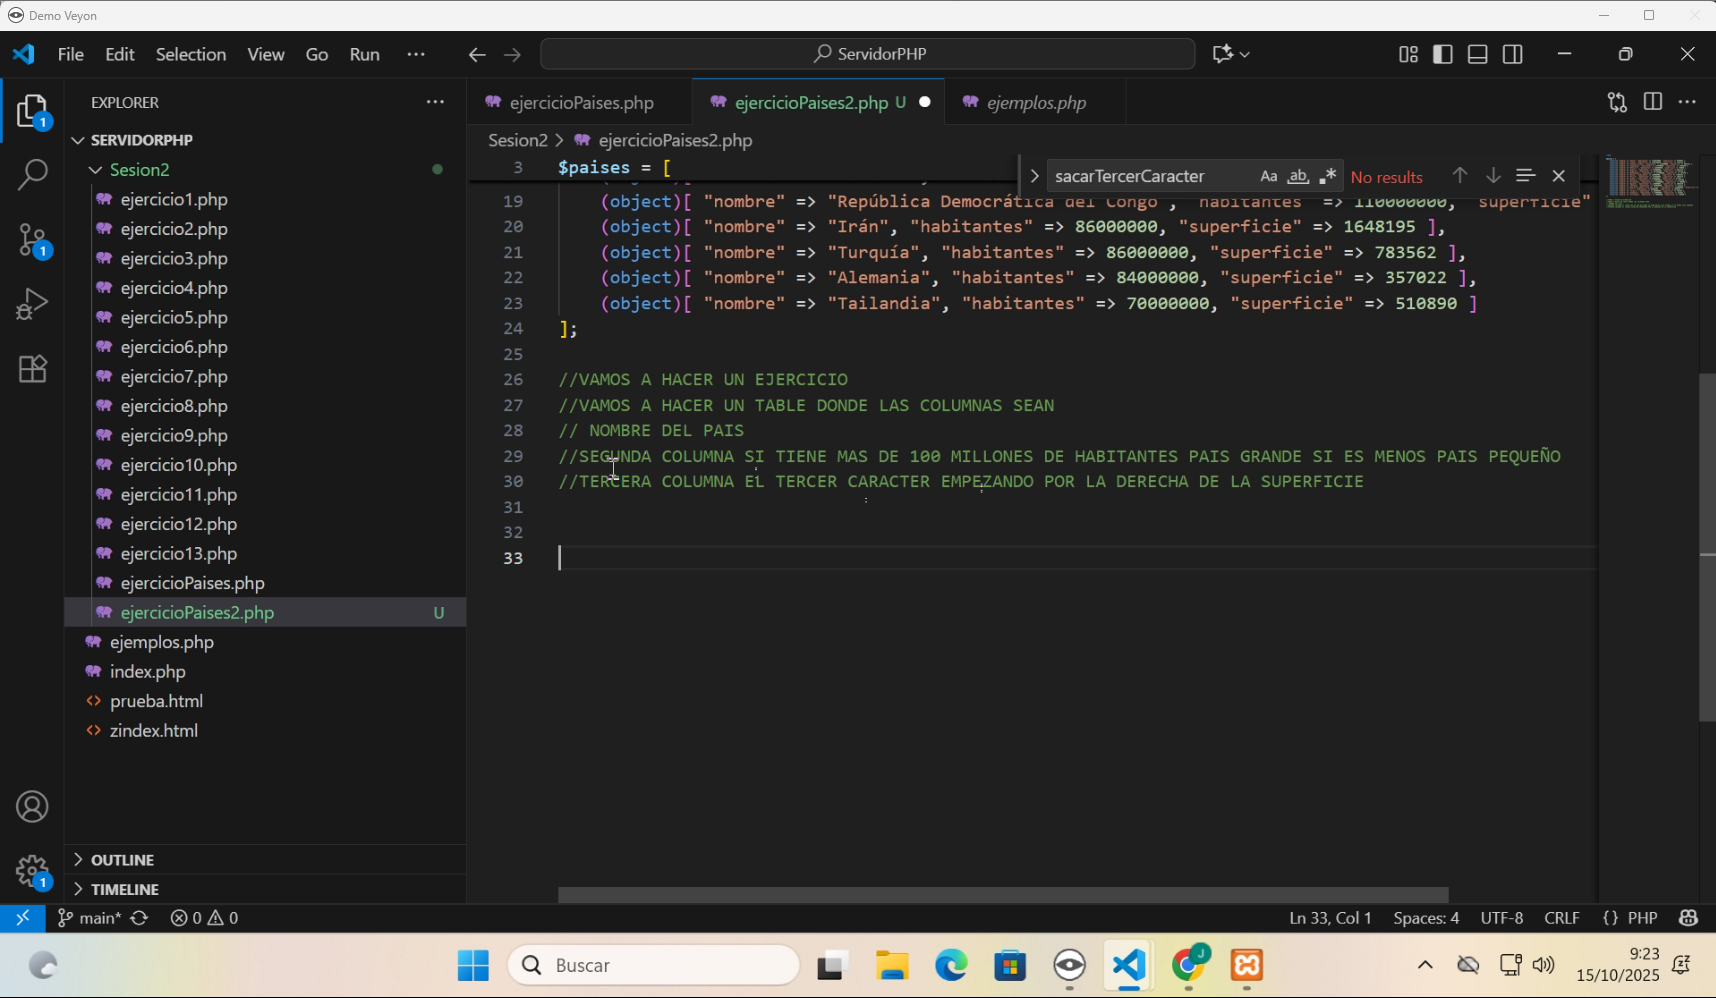 Demo Veyon
File Edit Selection View Go Run ···
ServidorPHP
EXPLORER
ejercicioPaises.php
ejercicioPaises2.php U
ejemplos.php
SERVIDORPHP
Sesion2 > ejercicioPaises2.php
Sesion2
ejercicio1.php
ejercicio2.php
ejercicio3.php
ejercicio4.php
ejercicio5.php
ejercicio6.php
ejercicio7.php
ejercicio8.php
ejercicio9.php
ejercicio10.php
ejercicio11.php
ejercicio12.php
ejercicio13.php
ejercicioPaises.php
ejercicioPaises2.php U
ejemplos.php
index.php
prueba.html
zindex.html
OUTLINE
TIMELINE
sacarTercerCaracter Aa ab .* No results
3 $paises = [
19 (object)[ "nombre" => "República Democrática del Congo", "habitantes" => 110000000, "superficie"
20 (object)[ "nombre" => "Irán", "habitantes" => 86000000, "superficie" => 1648195 ],
21 (object)[ "nombre" => "Turquía", "habitantes" => 86000000, "superficie" => 783562 ],
22 (object)[ "nombre" => "Alemania", "habitantes" => 84000000, "superficie" => 357022 ],
23 (object)[ "nombre" => "Tailandia", "habitantes" => 70000000, "superficie" => 510890 ]
24 ];
25
26 //VAMOS A HACER UN EJERCICIO
27 //VAMOS A HACER UN TABLE DONDE LAS COLUMNAS SEAN
28 // NOMBRE DEL PAIS
29 //SEGUNDA COLUMNA SI TIENE MAS DE 100 MILLONES DE HABITANTES PAIS GRANDE SI ES MENOS PAIS PEQUEÑO
30 //TERCERA COLUMNA EL TERCER CARACTER EMPEZANDO POR LA DERECHA DE LA SUPERFICIE
31
32
33
1
1
1
main* 0 0
Ln 33, Col 1 Spaces: 4 UTF-8 CRLF {} PHP
Buscar
J
9:23
15/10/2025